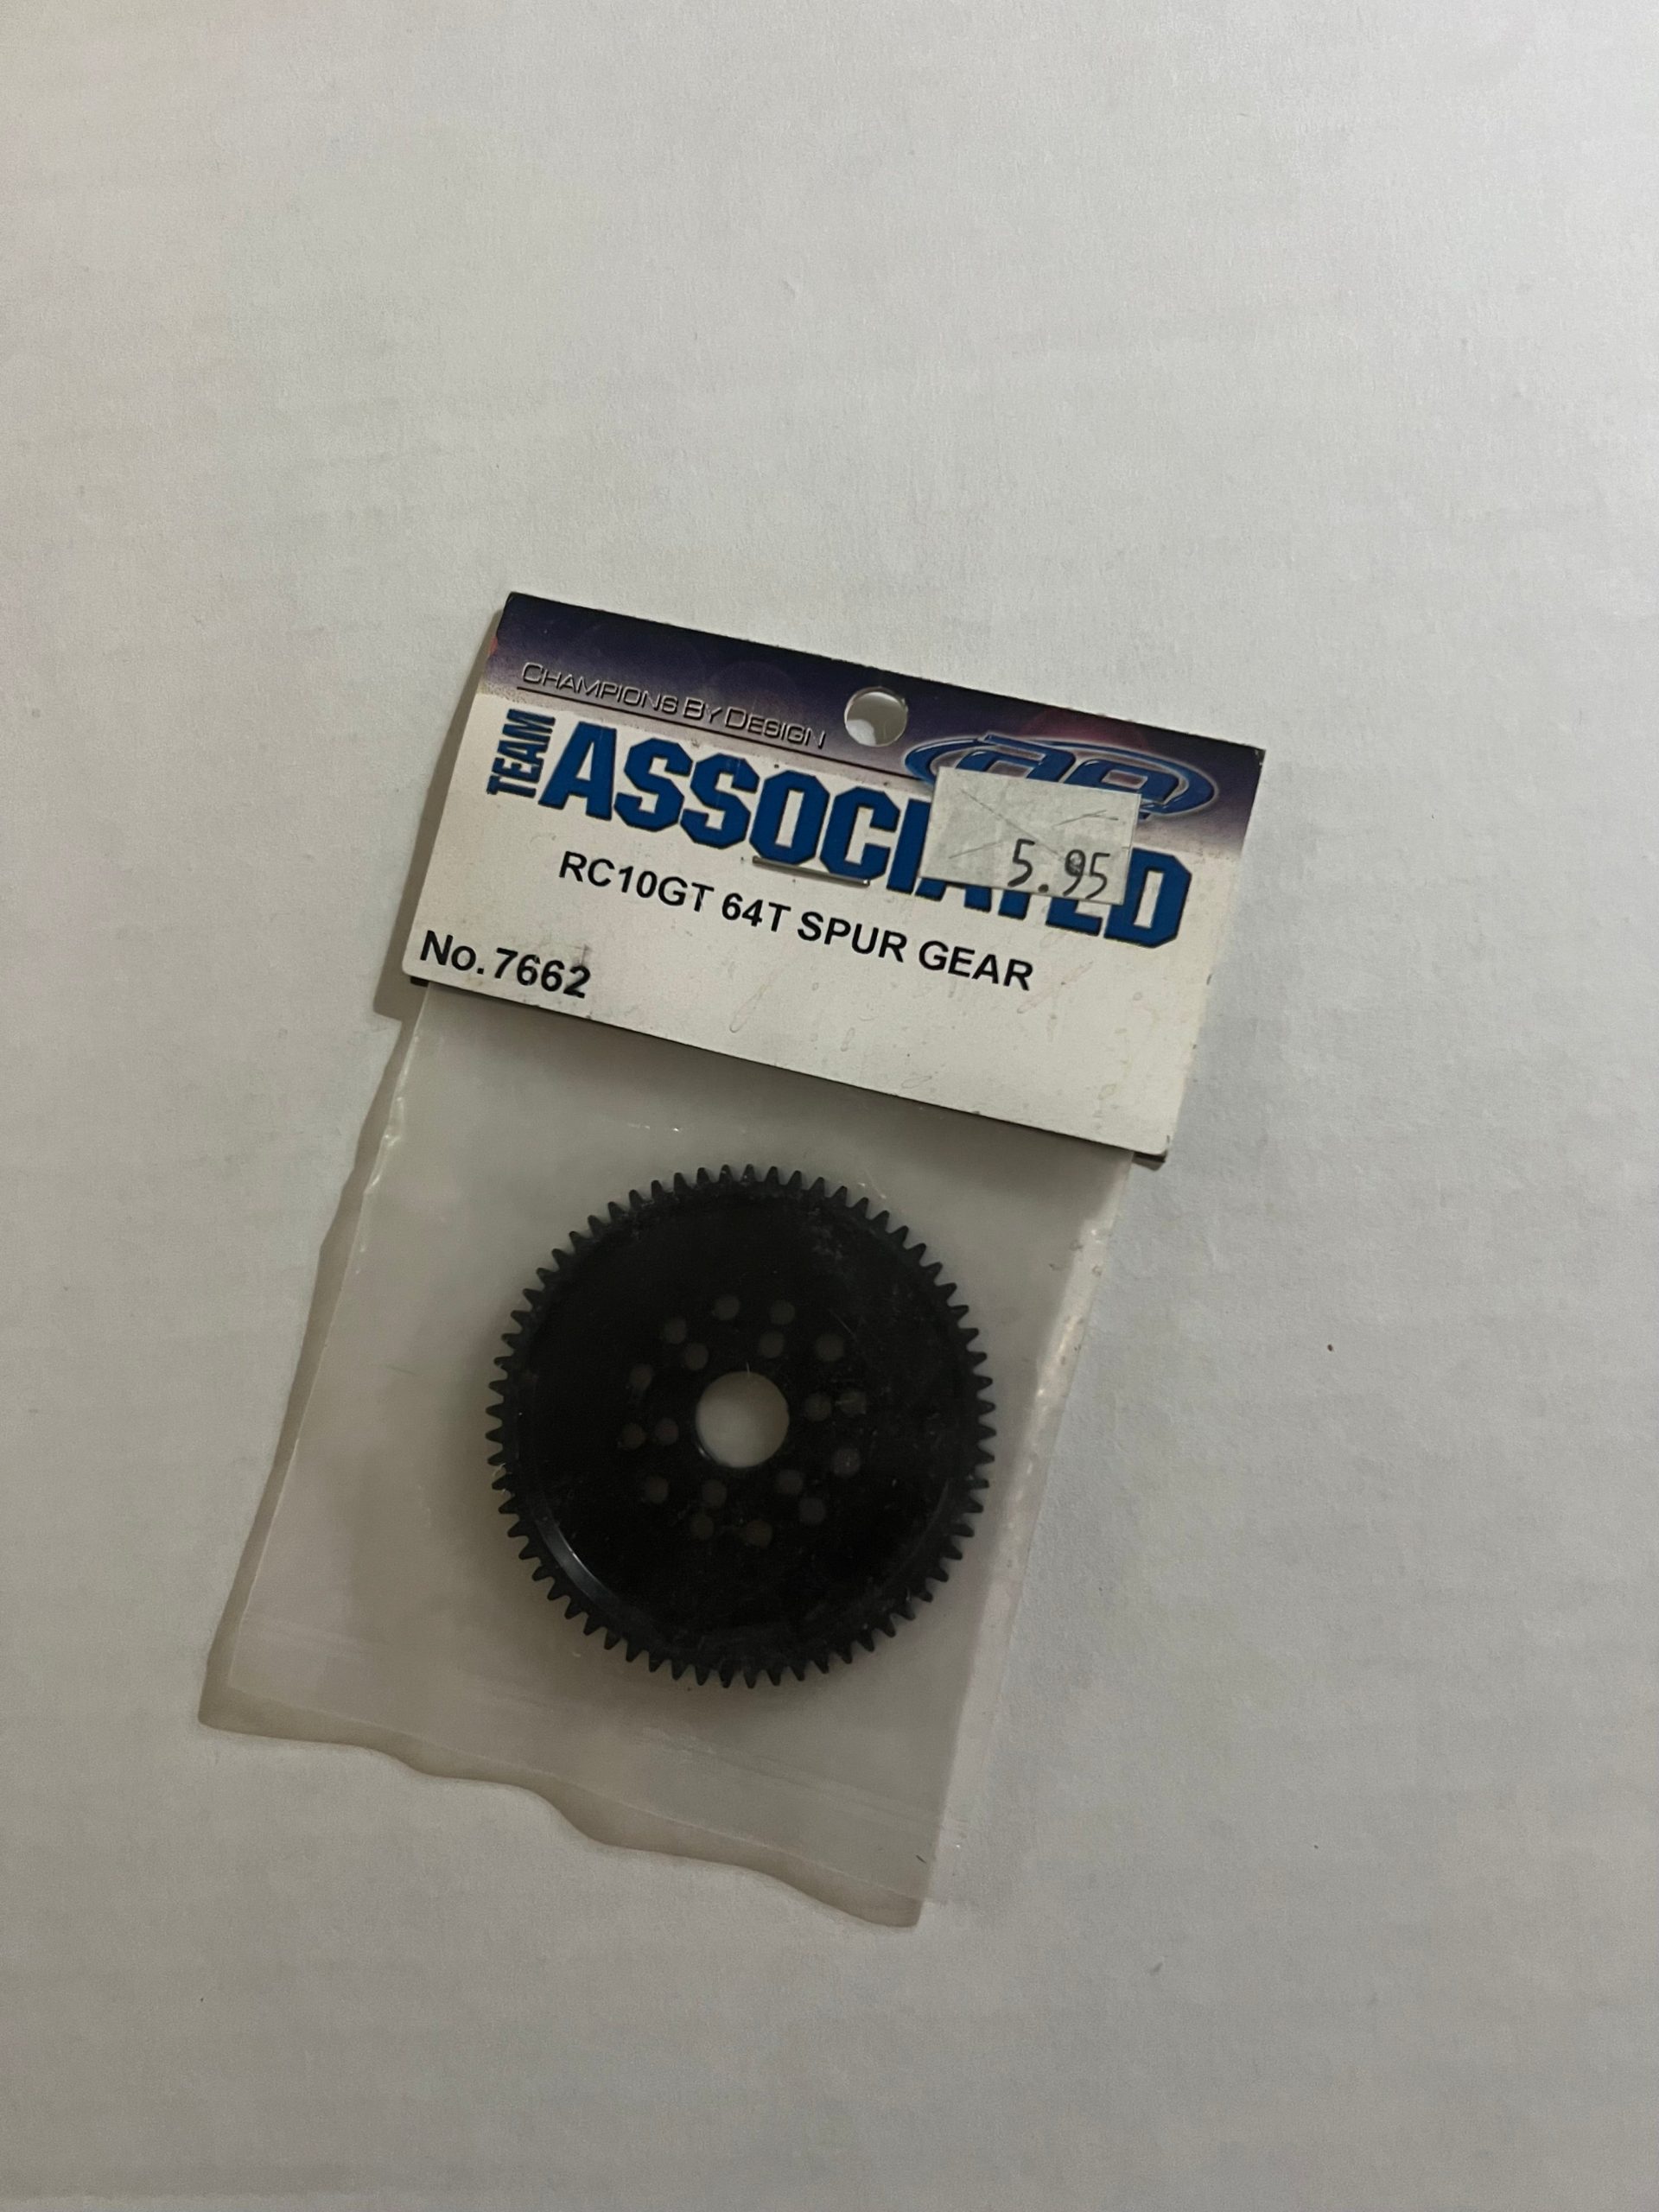 CHAMPIONS BY DESIGN
TEAM
ASSOCIATED
5.95
RC10GT 64T SPUR GEAR
No. 7662